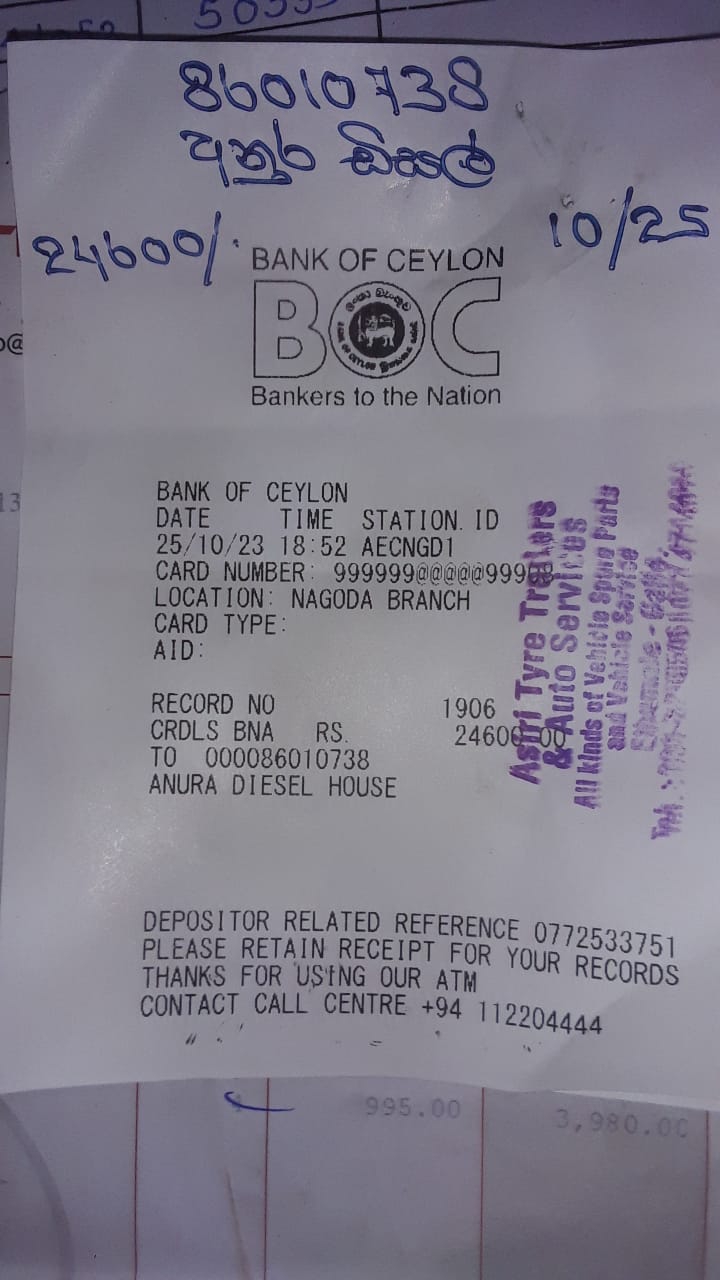 86010738
අනුර ඩීසල්
24600/.
10/25
BANK OF CEYLON
BOC
Bankers to the Nation
BANK OF CEYLON
DATE TIME STATION ID
25/10/23 18:52 AECNGD1
CARD NUMBER: 999999@@@@@9999
LOCATION: NAGODA BRANCH
CARD TYPE:
AID:
RECORD NO 1906
CRDLS BNA RS. 24600.00
TO 000086010738
ANURA DIESEL HOUSE
DEPOSITOR RELATED REFERENCE 0772533751
PLEASE RETAIN RECEIPT FOR YOUR RECORDS
THANKS FOR USING OUR ATM
CONTACT CALL CENTRE +94 112204444
Asiri Tyre Traders
& Auto Services
All kinds of Vehicle Spare Parts
and Vehicle Service
995.00
3,980.00